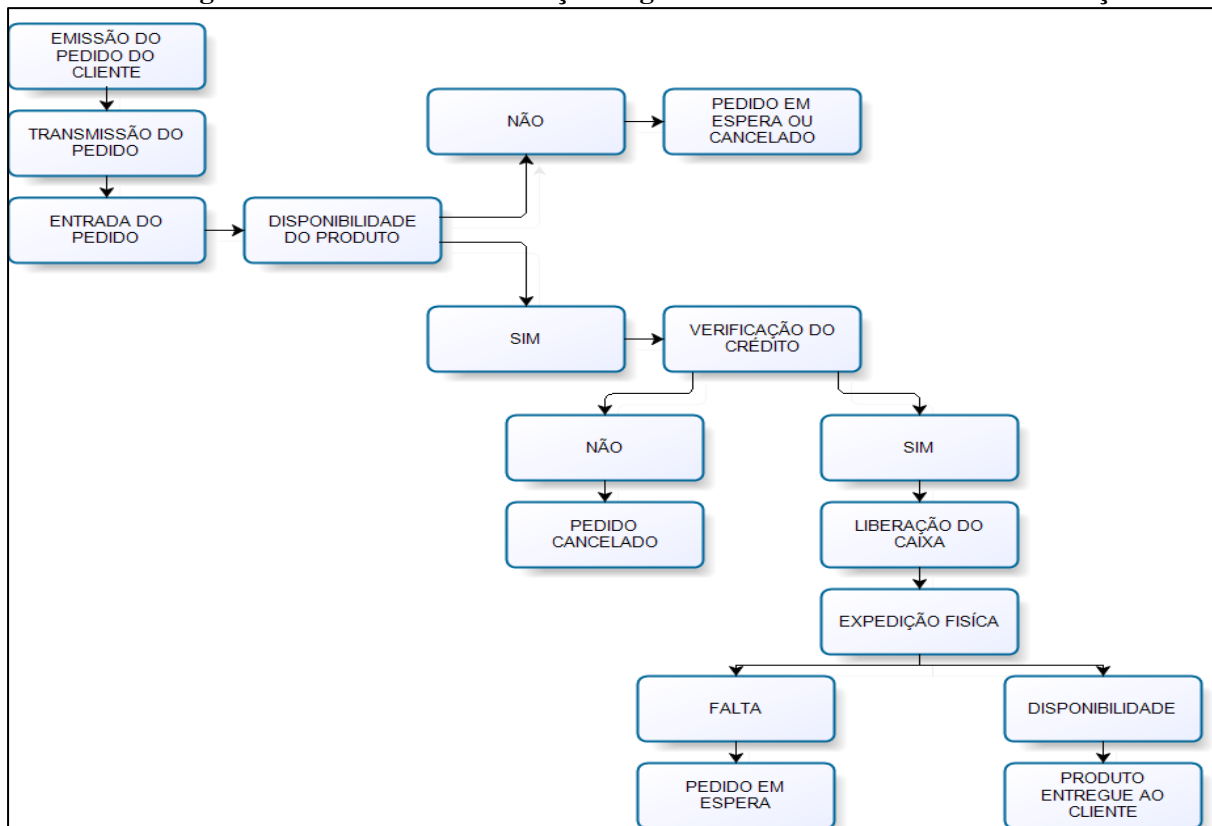 EMISSÃO DO
PEDIDO DO
CLIENTE
TRANSMISSÃO DO
PEDIDO
ENTRADA DO
PEDIDO
DISPONIBILIDADE
DO PRODUTO
NÃO
PEDIDO EM
ESPERA OU
CANCELADO
SIM
VERIFICAÇÃO DO
CRÉDITO
NÃO
PEDIDO
CANCELADO
SIM
LIBERAÇÃO DO
CAIXA
EXPEDIÇÃO FISÍCA
FALTA
PEDIDO EM
ESPERA
DISPONIBILIDADE
PRODUTO
ENTREGUE AO
CLIENTE